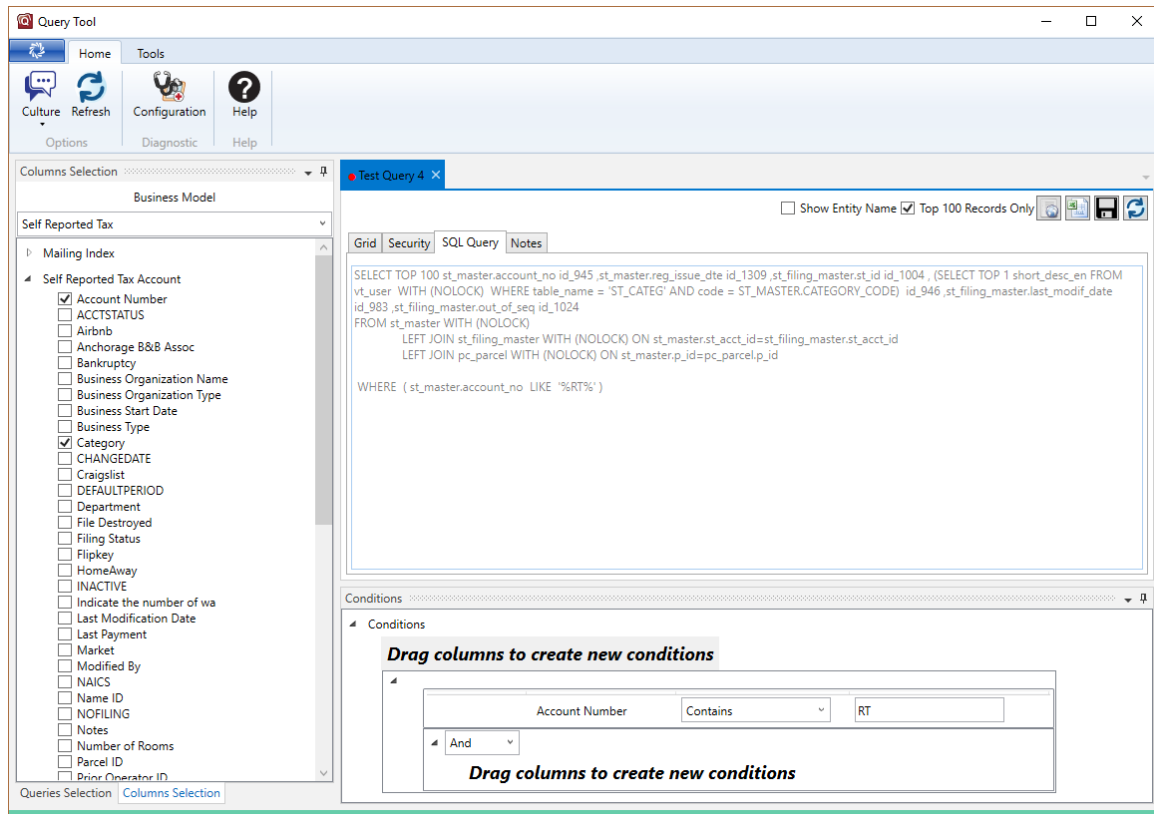 Query Tool
Home Tools
Culture Refresh Configuration Help
Options Diagnostic Help
Columns Selection
Business Model
Self Reported Tax
Mailing Index
Self Reported Tax Account
Account Number
ACCTSTATUS
Airbnb
Anchorage B&B Assoc
Bankruptcy
Business Organization Name
Business Organization Type
Business Start Date
Business Type
Category
CHANGEDATE
Craigslist
DEFAULTPERIOD
Department
File Destroyed
Filing Status
Flipkey
HomeAway
INACTIVE
Indicate the number of wa
Last Modification Date
Last Payment
Market
Modified By
NAICS
Name ID
NOFILING
Notes
Number of Rooms
Parcel ID
Prior Operator ID
Queries Selection Columns Selection
Test Query 4
Show Entity Name Top 100 Records Only
Grid Security SQL Query Notes
SELECT TOP 100 st_master.account_no id_945 ,st_master.reg_issue_dte id_1309 ,st_filing_master.st_id id_1004 , (SELECT TOP 1 short_desc_en FROM
vt_user WITH (NOLOCK) WHERE table_name = 'ST_CATEG' AND code = ST_MASTER.CATEGORY_CODE) id_946 ,st_filing_master.last_modif_date
id_983 ,st_filing_master.out_of_seq id_1024
FROM st_master WITH (NOLOCK)
LEFT JOIN st_filing_master WITH (NOLOCK) ON st_master.st_acct_id=st_filing_master.st_acct_id
LEFT JOIN pc_parcel WITH (NOLOCK) ON st_master.p_id=pc_parcel.p_id
WHERE ( st_master.account_no LIKE '%RT%' )
Conditions
Conditions
Drag columns to create new conditions
Account Number Contains RT
And
Drag columns to create new conditions